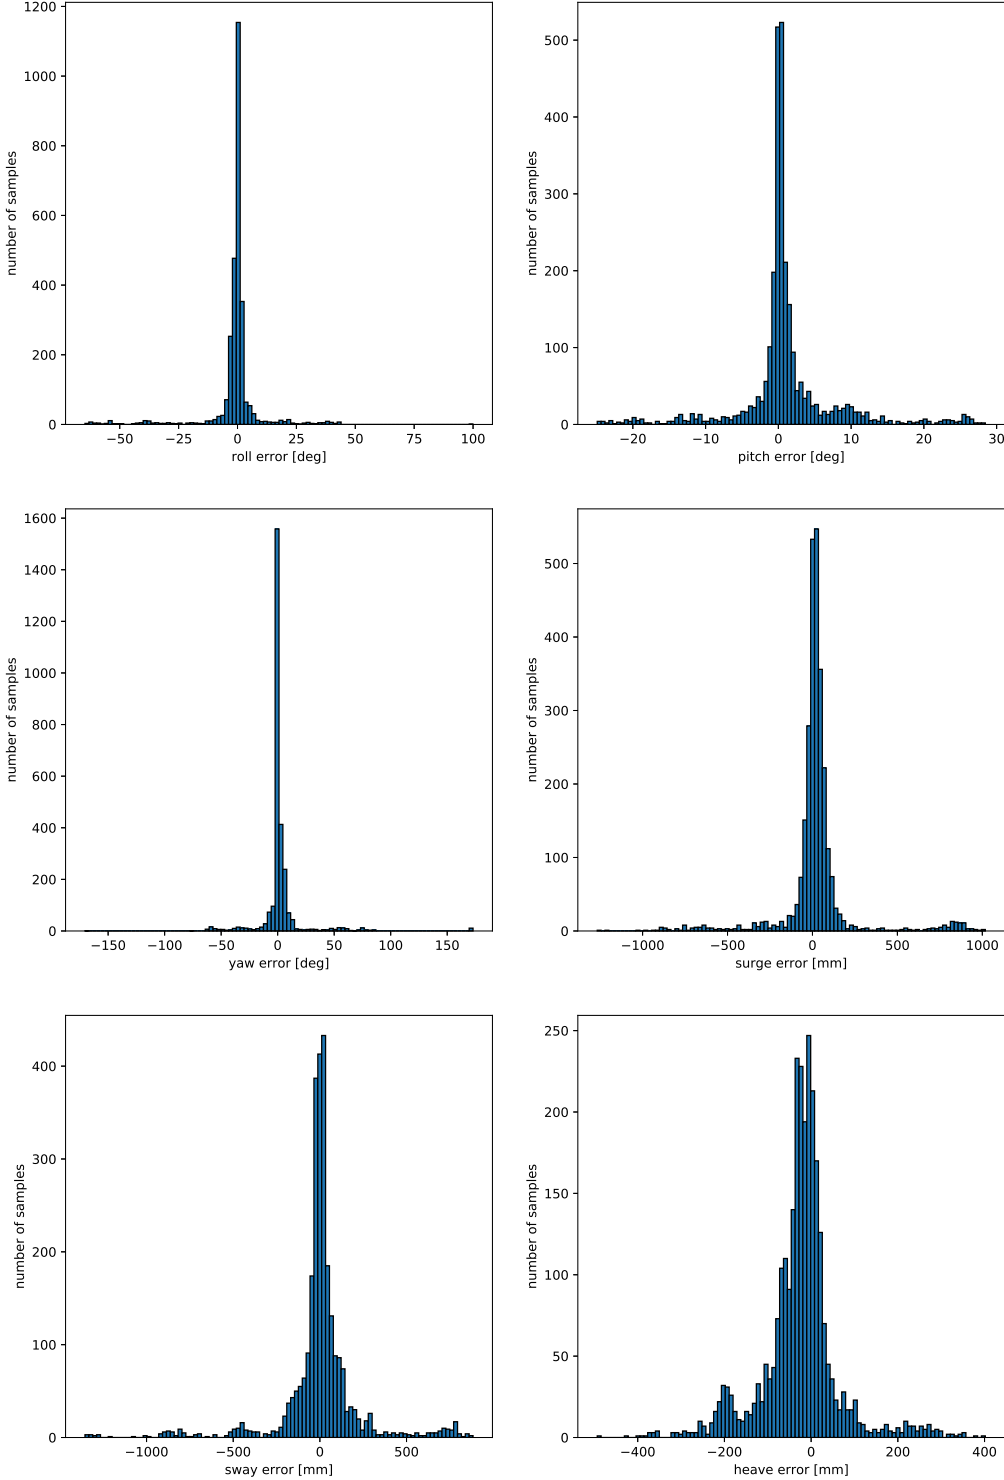 1200
1000
800
600
400
200
0
number of samples
−50 −25 0 25 50 75 100
roll error [deg]
500
400
300
200
100
0
number of samples
−20 −10 0 10 20 30
pitch error [deg]
1600
1400
1200
1000
800
600
400
200
0
number of samples
−150 −100 −50 0 50 100 150
yaw error [deg]
500
400
300
200
100
0
number of samples
−1000 −500 0 500 1000
surge error [mm]
400
300
200
100
0
number of samples
−1000 −500 0 500
sway error [mm]
250
200
150
100
50
0
number of samples
−400 −200 0 200 400
heave error [mm]